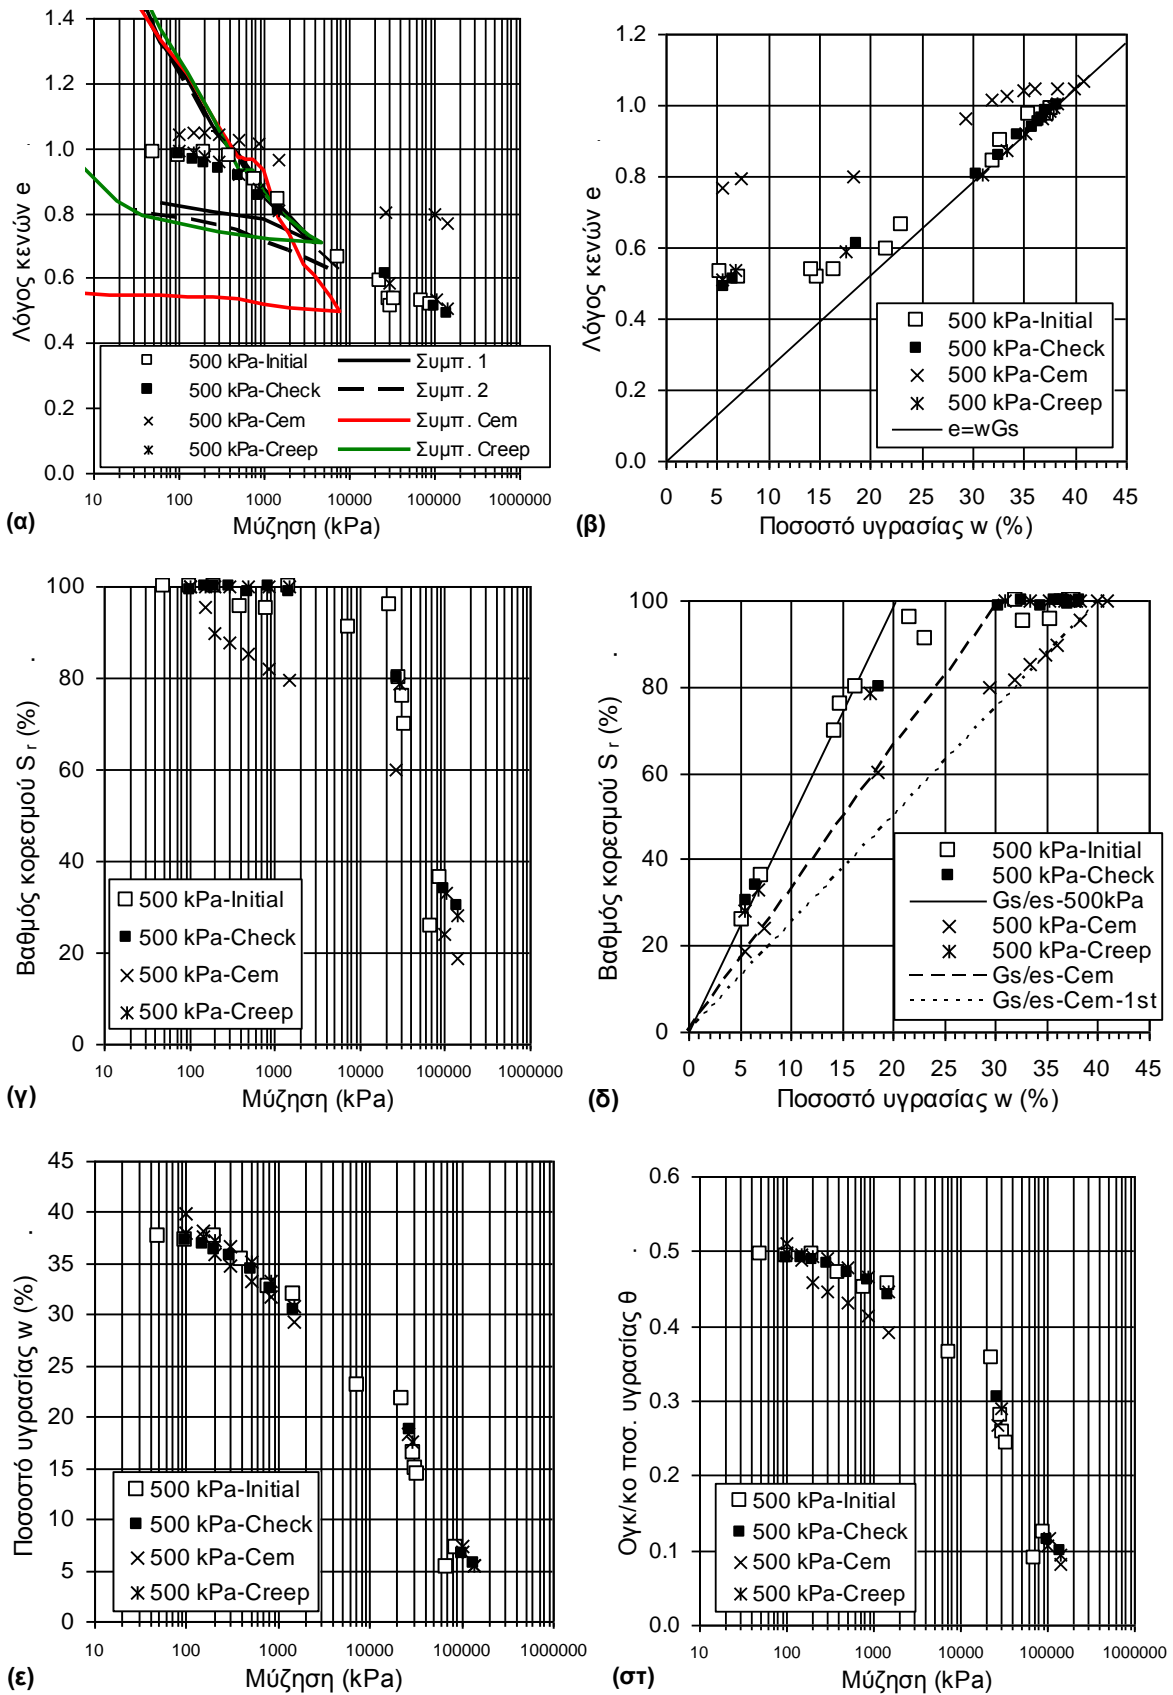 1.4
1.2
1.0
0.8
0.6
0.4
0.2
0.0
Λόγος κενών e
500 kPa-Initial
500 kPa-Check
500 kPa-Cem
500 kPa-Creep
Συμπ. 1
Συμπ. 2
Συμπ. Cem
Συμπ. Creep
10 100 1000 10000 100000 1000000
Μύζηση (kPa)
(α)
1.2
1.0
0.8
0.6
0.4
0.2
0.0
Λόγος κενών e
500 kPa-Initial
500 kPa-Check
500 kPa-Cem
500 kPa-Creep
e=wGs
0 5 10 15 20 25 30 35 40 45
Ποσοστό υγρασίας w (%)
(β)
100
80
60
40
20
0
Βαθμός κορεσμού S r (%)
500 kPa-Initial
500 kPa-Check
500 kPa-Cem
500 kPa-Creep
10 100 1000 10000 100000 1000000
Μύζηση (kPa)
(γ)
100
80
60
40
20
0
Βαθμός κορεσμού S r (%)
500 kPa-Initial
500 kPa-Check
Gs/es-500kPa
500 kPa-Cem
500 kPa-Creep
Gs/es-Cem
Gs/es-Cem-1st
0 5 10 15 20 25 30 35 40 45
Ποσοστό υγρασίας w (%)
(δ)
45
40
35
30
25
20
15
10
5
0
Ποσοστό υγρασίας w (%)
500 kPa-Initial
500 kPa-Check
500 kPa-Cem
500 kPa-Creep
10 100 1000 10000 100000 1000000
Μύζηση (kPa)
(ε)
0.6
0.5
0.4
0.3
0.2
0.1
0.0
Ογκ/κο ποσ. υγρασίας θ
500 kPa-Initial
500 kPa-Check
500 kPa-Cem
500 kPa-Creep
10 100 1000 10000 100000 1000000
Μύζηση (kPa)
(στ)